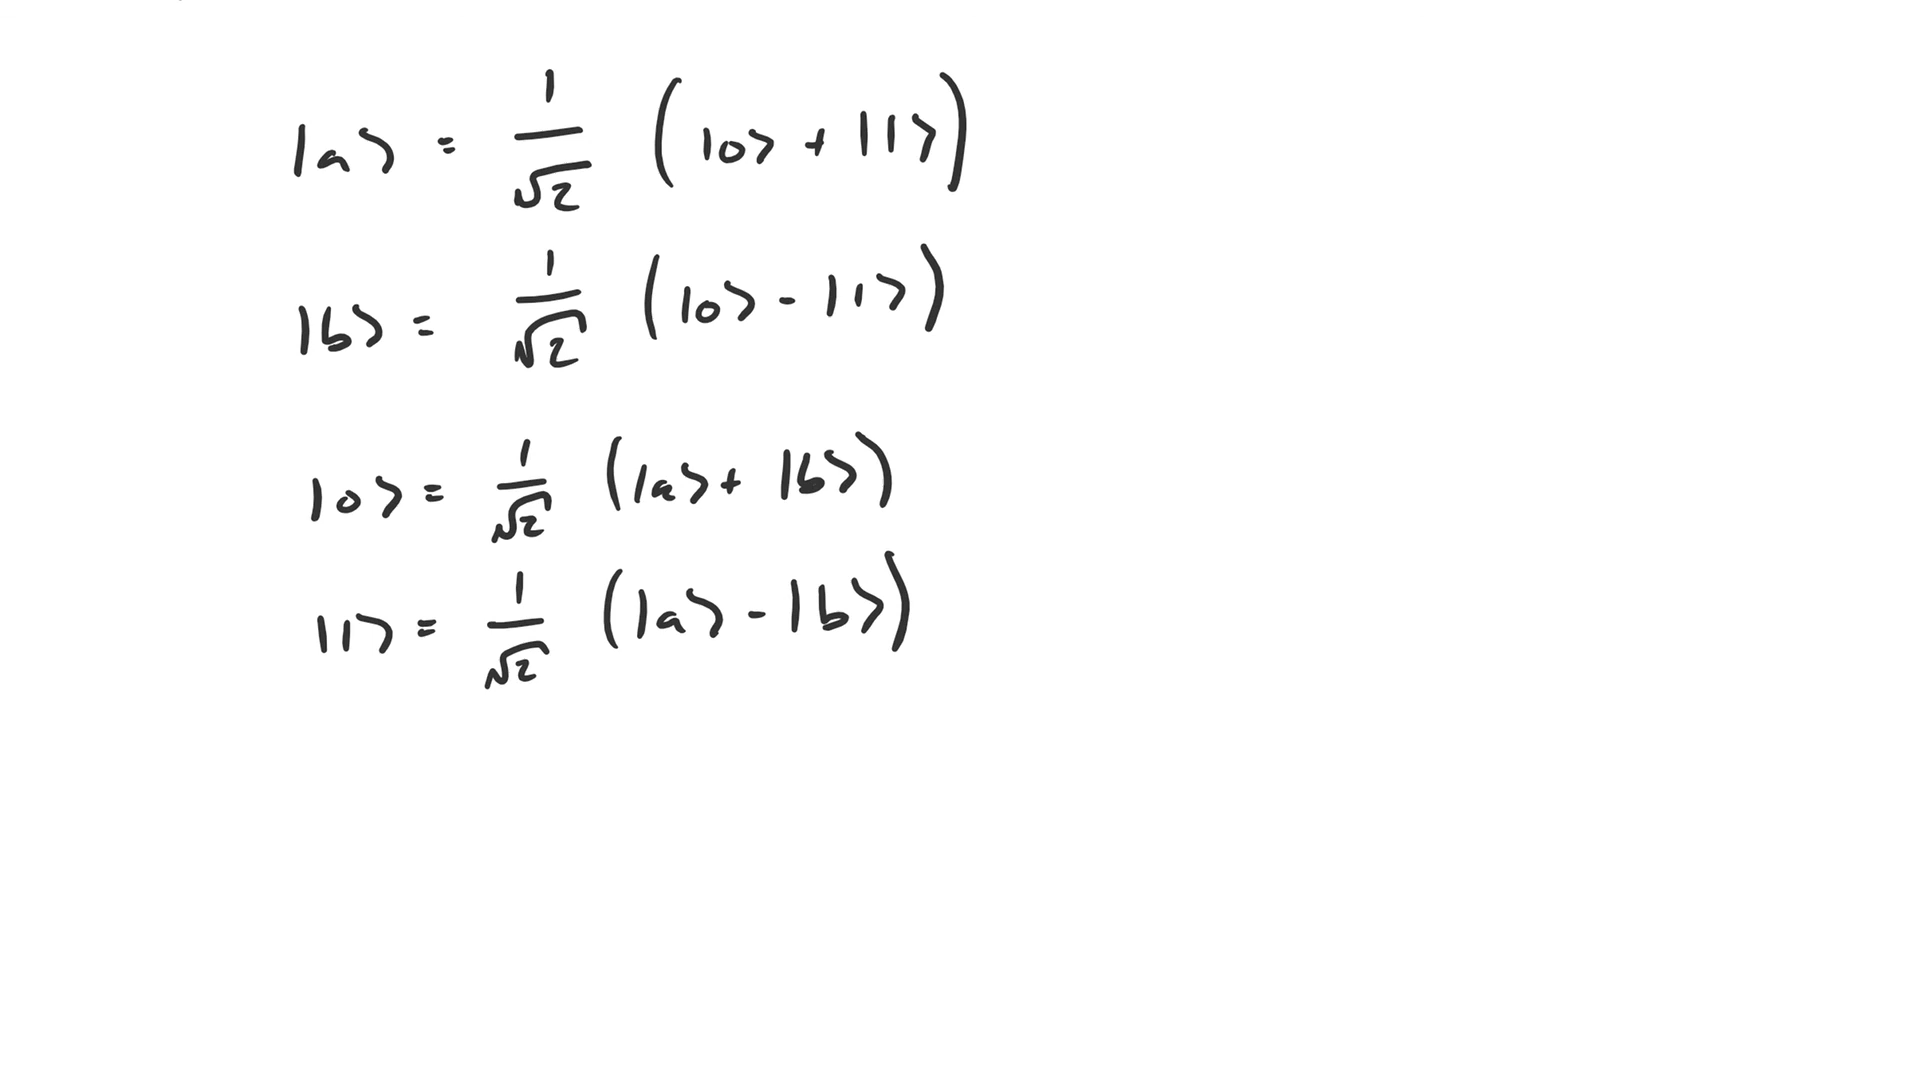 |a> = 1/√2 (|0> + |1>)
|b> = 1/√2 (|0> - |1>)
|0> = 1/√2 (|a> + |b>)
|1> = 1/√2 (|a> - |b>)